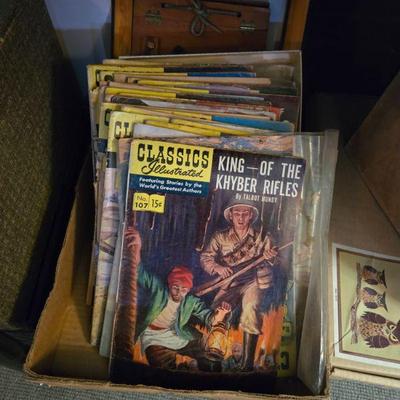 CLASSICS
Illustrated
Featuring Stories by the
World's Greatest Authors
No.
107
15¢
KING—OF THE
KHYBER RIFLES
By TALBOT MUNDY